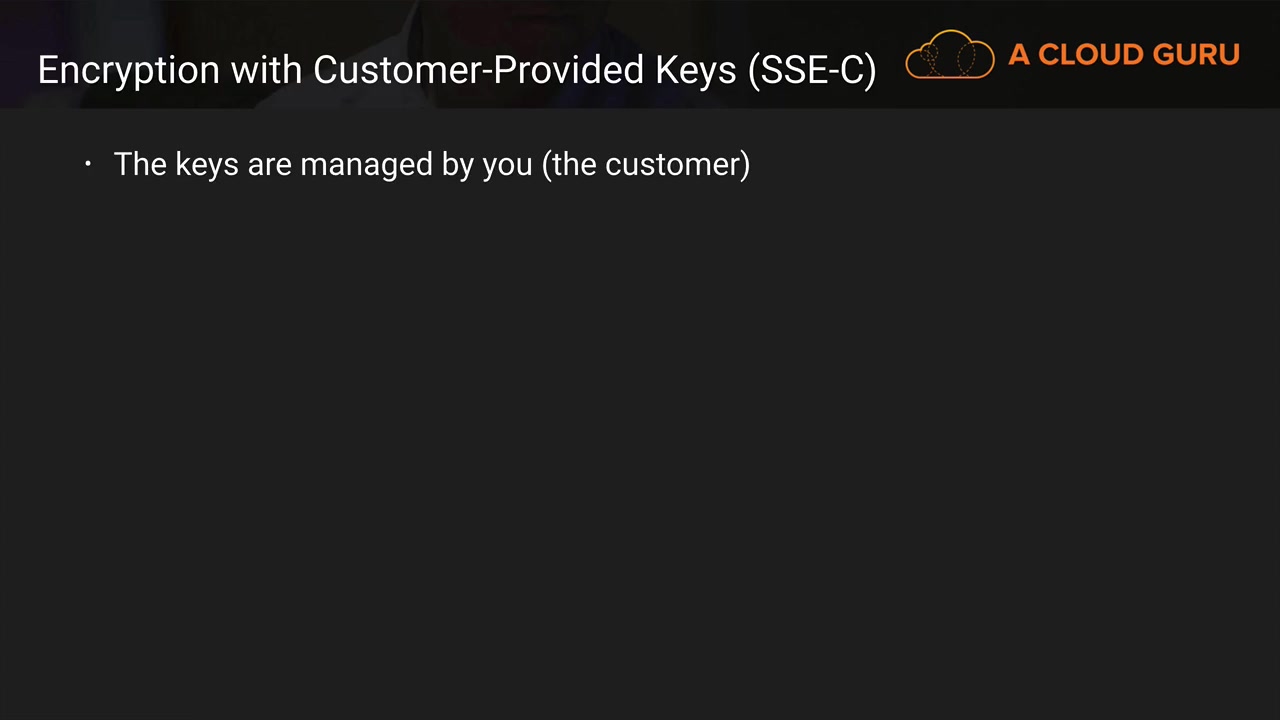 Encryption with Customer-Provided Keys (SSE-C)
A CLOUD GURU
· The keys are managed by you (the customer)